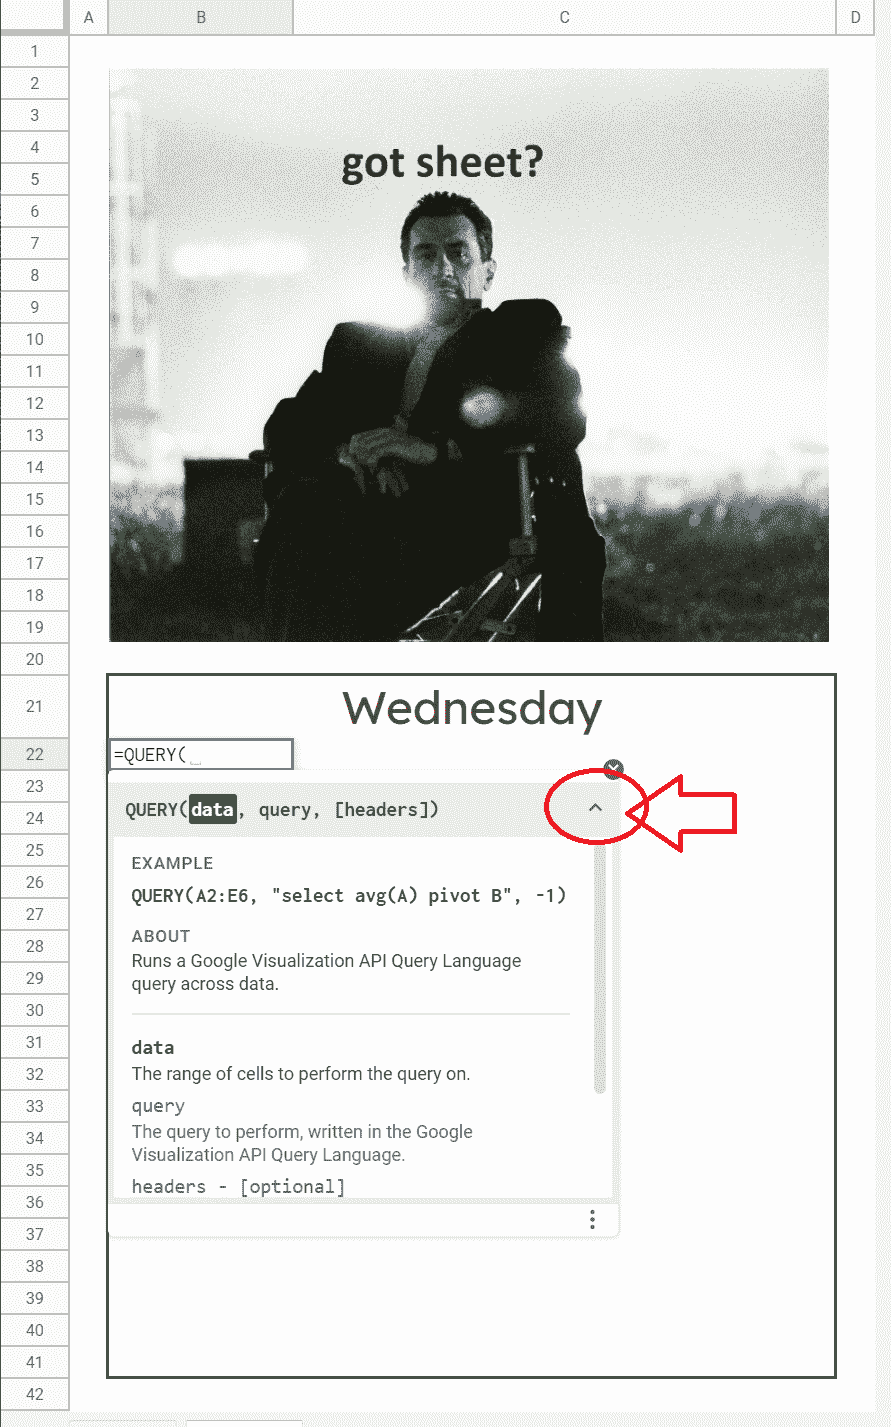 A B C D
1
2
3
4
5
6
7
8
9
10
11
12
13
14
15
16
17
18
19
20
21
22
23
24
25
26
27
28
29
30
31
32
33
34
35
36
37
38
39
40
41
42
got sheet?
Wednesday
=QUERY(
QUERY(data, query, [headers])
EXAMPLE
QUERY(A2:E6, "select avg(A) pivot B", -1)
ABOUT
Runs a Google Visualization API Query Language
query across data.
data
The range of cells to perform the query on.
query
The query to perform, written in the Google
Visualization API Query Language.
headers - [optional]